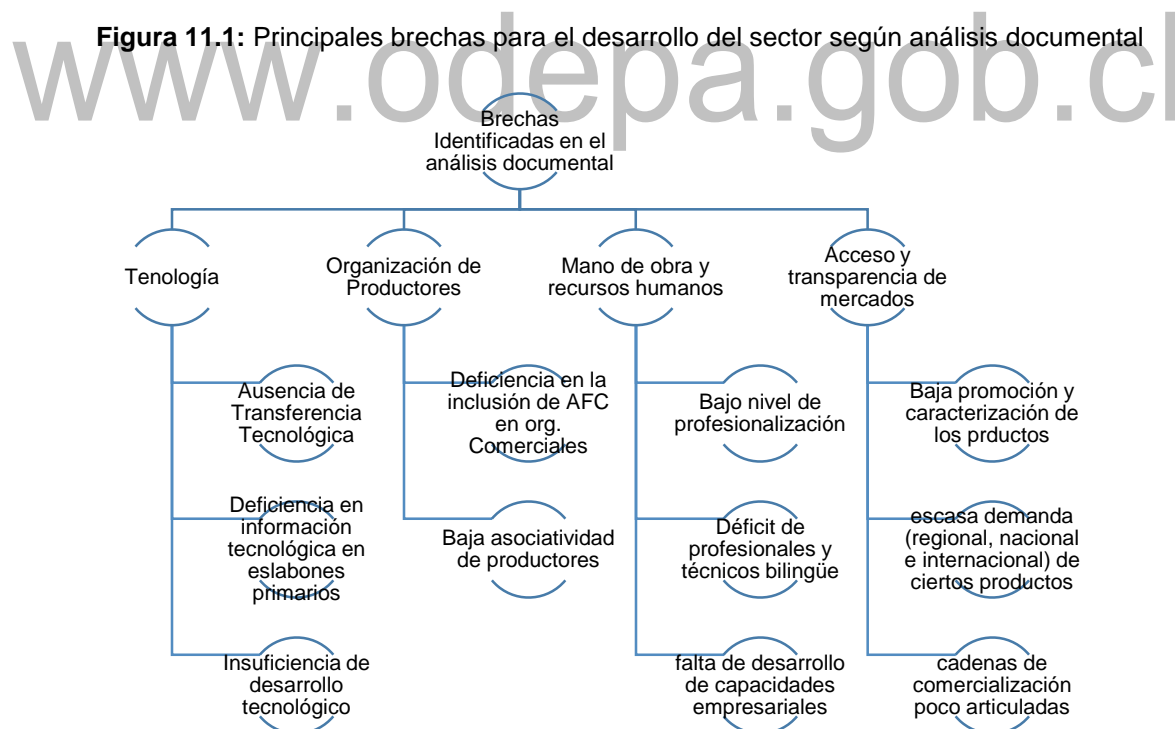 Figura 11.1: Principales brechas para el desarrollo del sector según análisis documental
www.odepa.gob.cl
Brechas
Identificadas en el
análisis documental
Tenología
Organización de
Productores
Mano de obra y
recursos humanos
Acceso y
transparencia de
mercados
Ausencia de
Transferencia
Tecnológica
Deficiencia en
información
tecnológica en
eslabones
primarios
Insuficiencia de
desarrollo
tecnológico
Deficiencia en la
inclusión de AFC
en org.
Comerciales
Baja asociatividad
de productores
Bajo nivel de
profesionalización
Déficit de
profesionales y
técnicos bilingüe
falta de desarrollo
de capacidades
empresariales
Baja promoción y
caracterización de
los prductos
escasa demanda
(regional, nacional
e internacional) de
ciertos productos
cadenas de
comercialización
poco articuladas